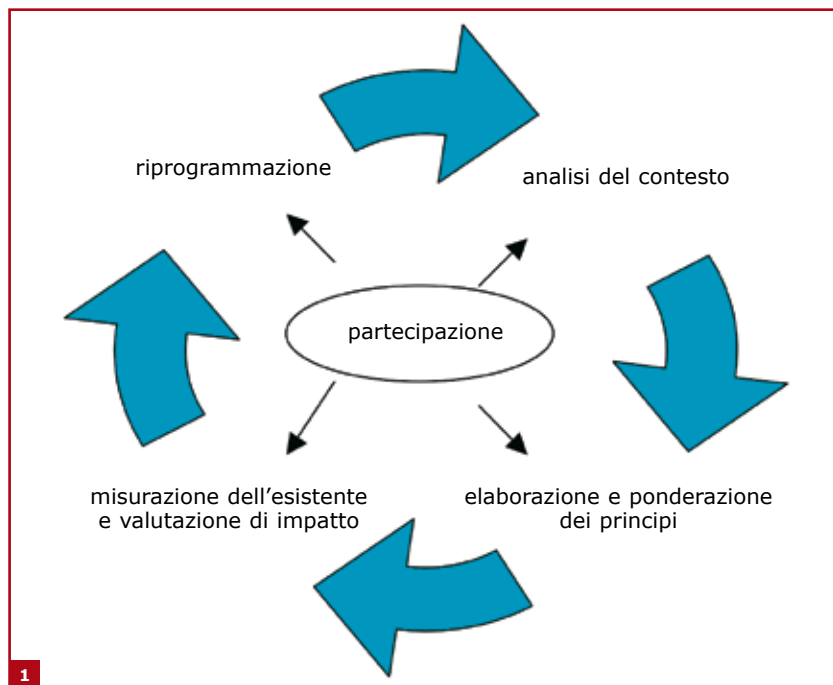 riprogrammazione
analisi del contesto
partecipazione
misurazione dell’esistente
e valutazione di impatto
elaborazione e ponderazione
dei principi
1